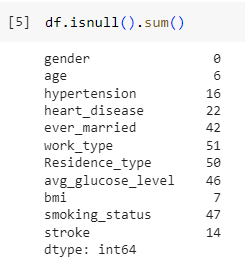 [5] df.isnull().sum()
gender 0
age 6
hypertension 16
heart_disease 22
ever_married 42
work_type 51
Residence_type 50
avg_glucose_level 46
bmi 7
smoking_status 47
stroke 14
dtype: int64